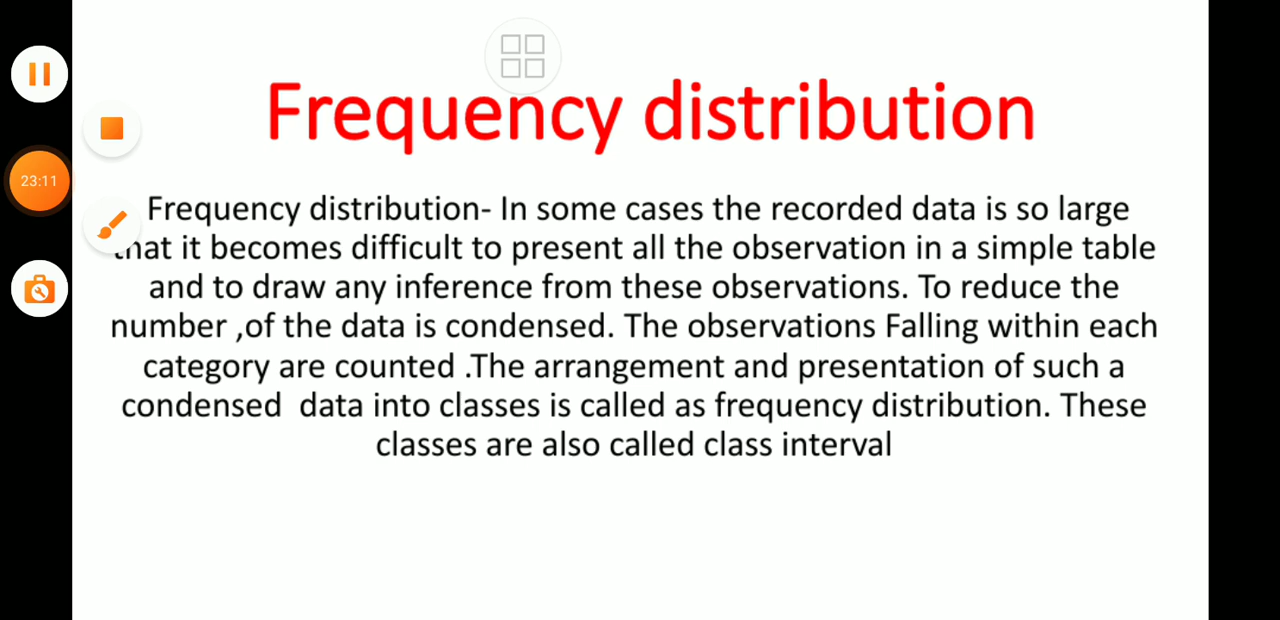 Frequency distribution
23:11
Frequency distribution- In some cases the recorded data is so large
that it becomes difficult to present all the observation in a simple table
and to draw any inference from these observations. To reduce the
number ,of the data is condensed. The observations Falling within each
category are counted .The arrangement and presentation of such a
condensed  data into classes is called as frequency distribution. These
classes are also called class interval